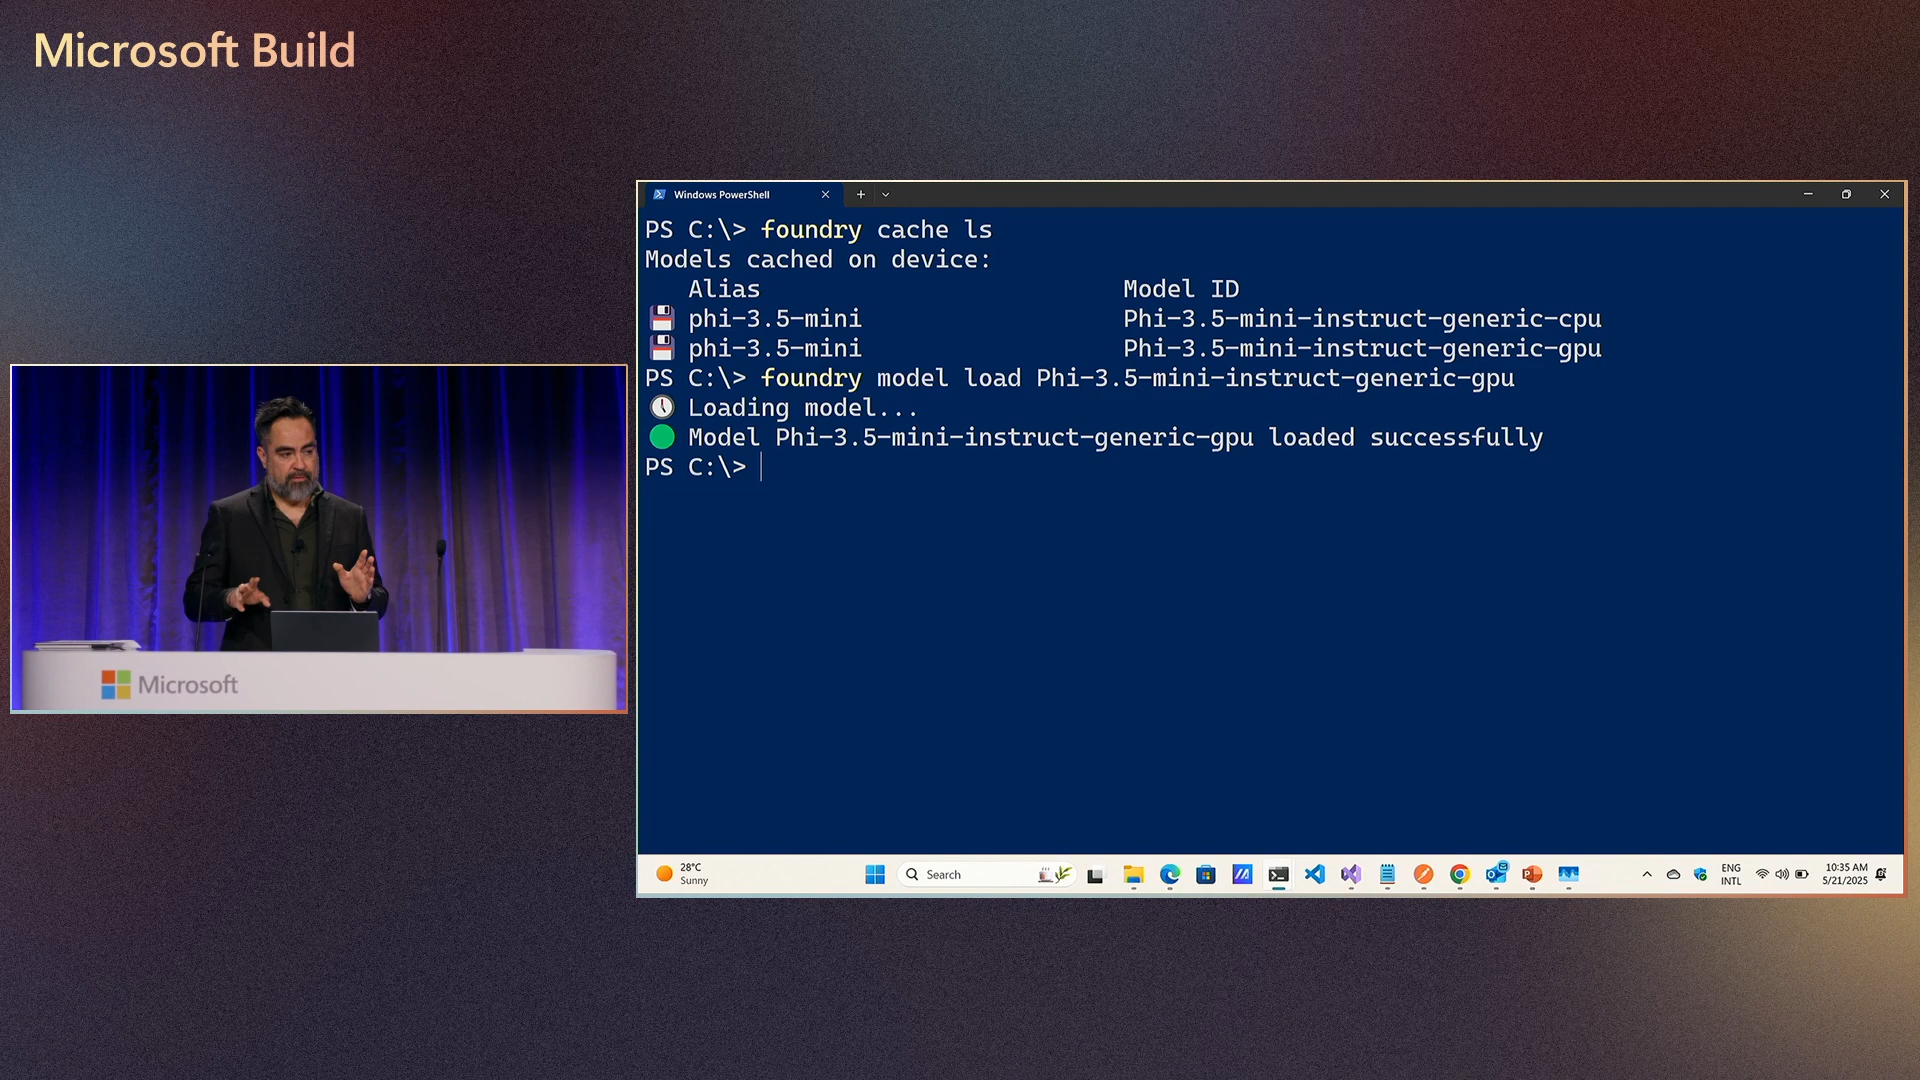 Microsoft Build
Windows PowerShell
PS C:\> foundry cache ls
Models cached on device:
Alias Model ID
phi-3.5-mini Phi-3.5-mini-instruct-generic-cpu
phi-3.5-mini Phi-3.5-mini-instruct-generic-gpu
PS C:\> foundry model load Phi-3.5-mini-instruct-generic-gpu
Loading model...
Model Phi-3.5-mini-instruct-generic-gpu loaded successfully
PS C:\>
Microsoft
28°C
Sunny
Search
ENG
INTL
10:35 AM
5/21/2025